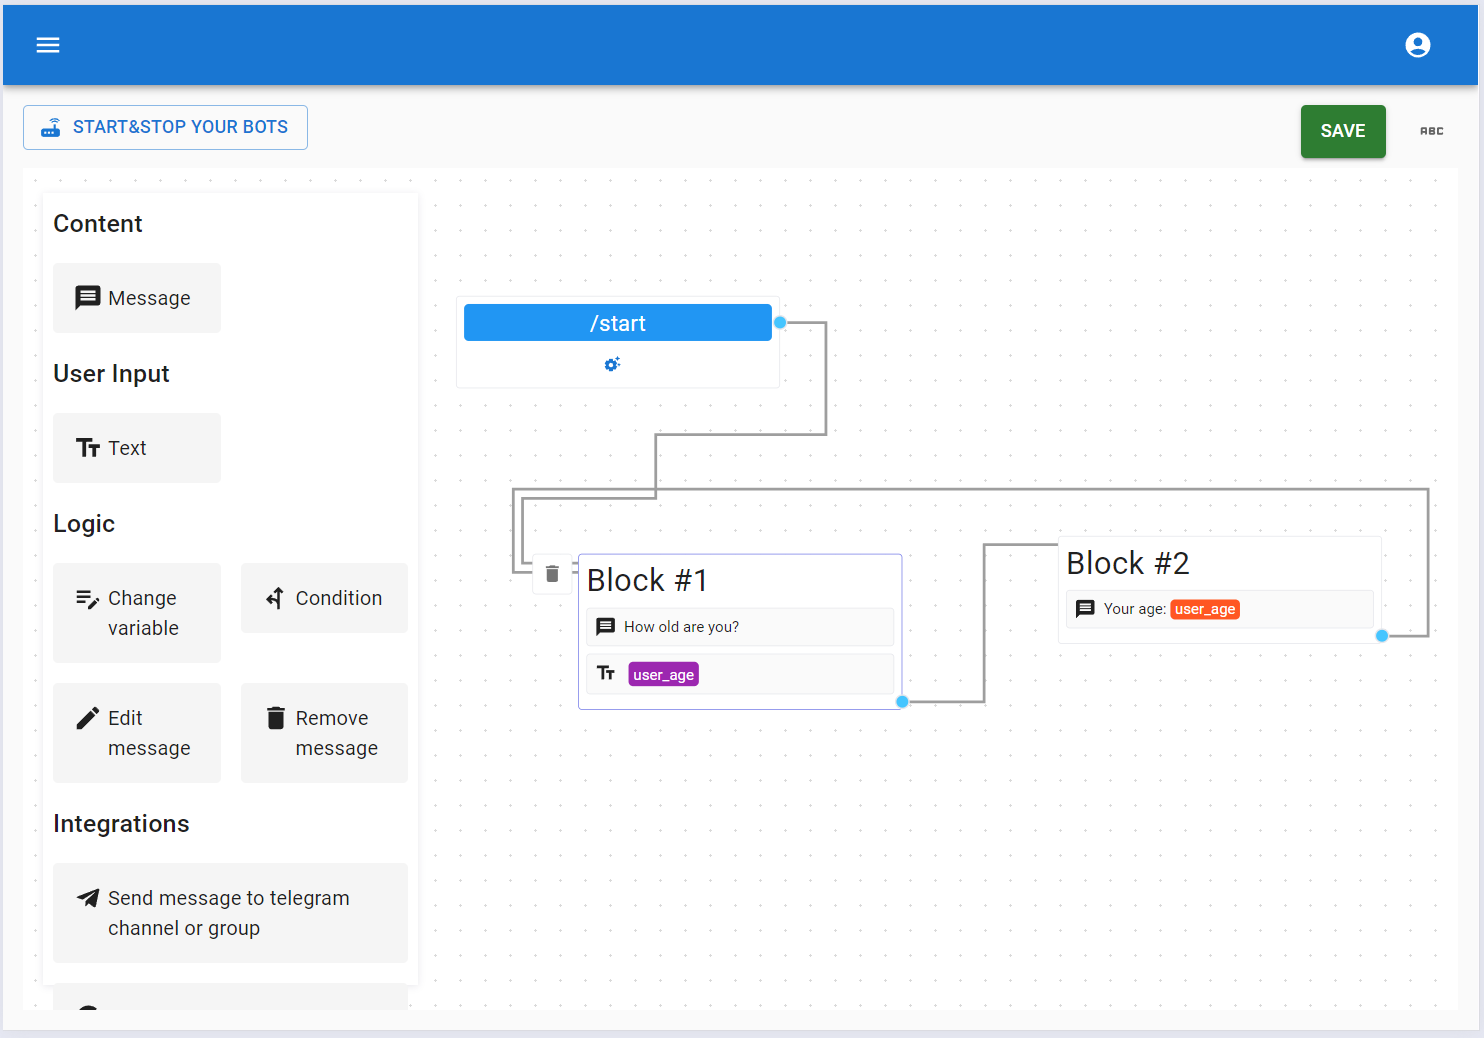 START&STOP YOUR BOTS
SAVE
ABC
Content
Message
User Input
Text
Logic
Change
variable
Condition
Edit
message
Remove
message
Integrations
Send message to telegram
channel or group
/start
Block #1
How old are you?
user_age
Block #2
Your age: user_age